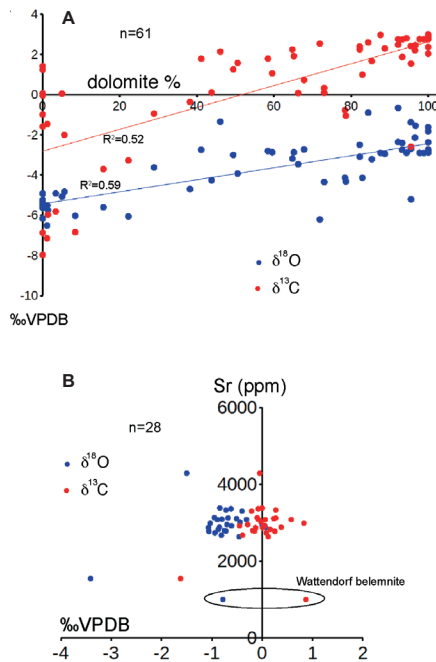 A
4
2
0
-2
-4
-6
-8
-10
n=61
dolomite %
0 20 40 60 80 100
R²=0.52
R²=0.59
δ¹⁸O
δ¹³C
‰VPDB
B
Sr (ppm)
6000
4000
2000
0
n=28
δ¹⁸O
δ¹³C
Wattendorf belemnite
‰VPDB
-4 -3 -2 -1 0 1 2